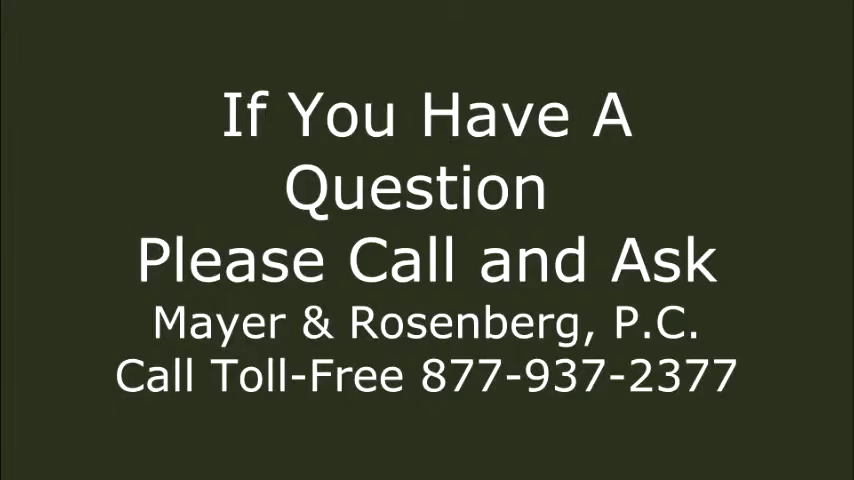 If You Have A
Question
Please Call and Ask
Mayer & Rosenberg, P.C.
Call Toll-Free 877-937-2377